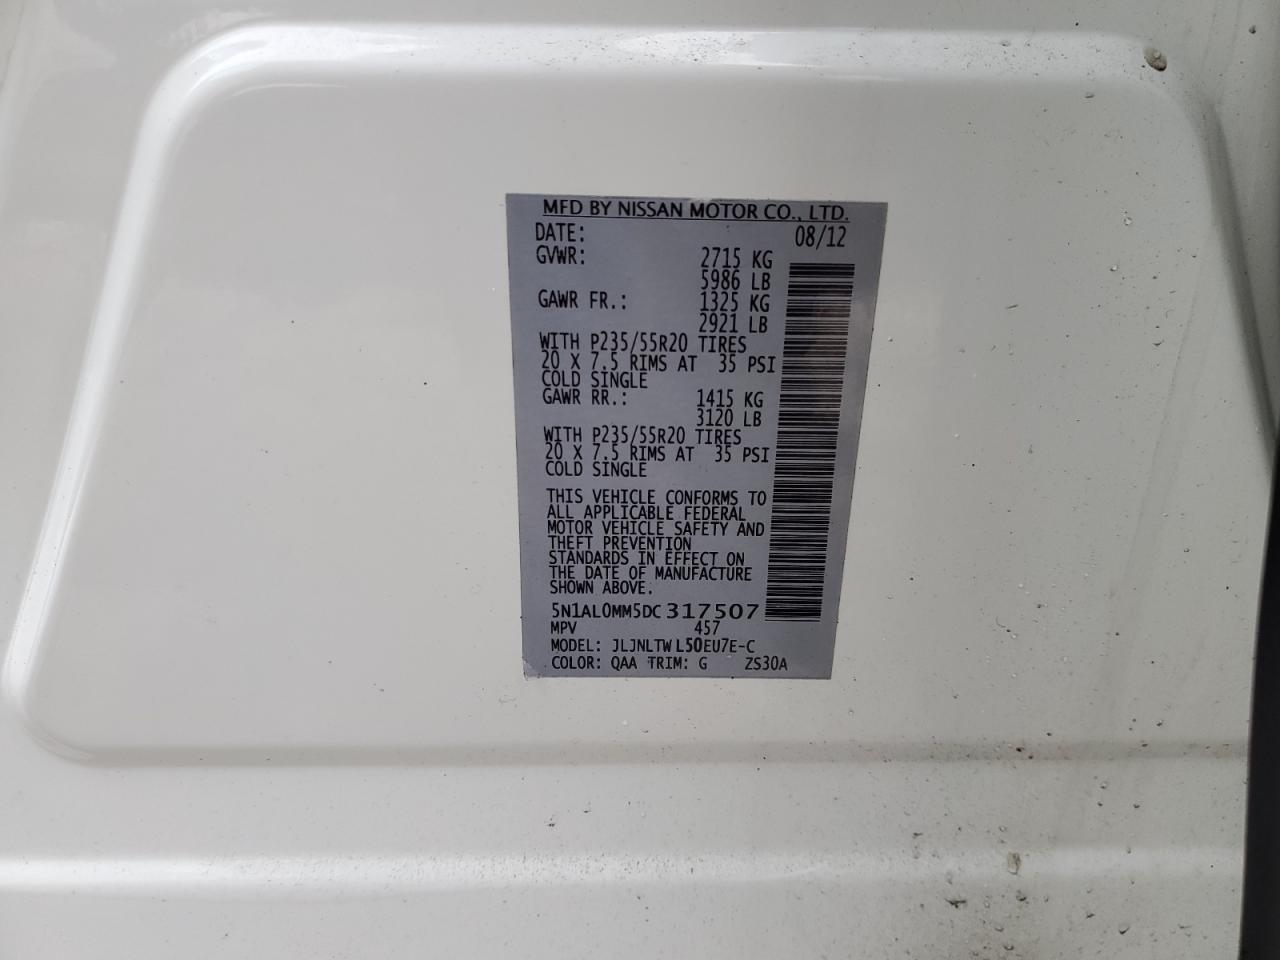 MFD BY NISSAN MOTOR CO., LTD.
DATE: 08/12
GVWR: 2715 KG
5986 LB
GAWR FR.: 1325 KG
2921 LB
WITH P235/55R20 TIRES
20 X 7.5 RIMS AT 35 PSI
COLD SINGLE
GAWR RR.: 1415 KG
3120 LB
WITH P235/55R20 TIRES
20 X 7.5 RIMS AT 35 PSI
COLD SINGLE
THIS VEHICLE CONFORMS TO
ALL APPLICABLE FEDERAL
MOTOR VEHICLE SAFETY AND
THEFT PREVENTION
STANDARDS IN EFFECT ON
THE DATE OF MANUFACTURE
SHOWN ABOVE.
5N1AL0MM5DC317507
MPV 457
MODEL: JLJNLTWL50EU7E-C
COLOR: QAA TRIM: G ZS30A